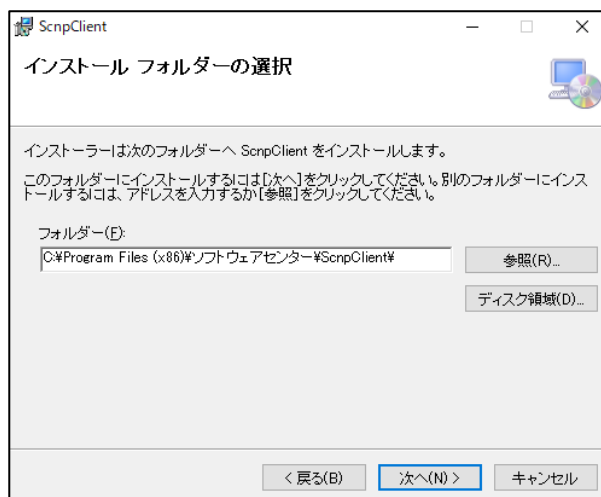 ScnpClient
インストール フォルダーの選択
インストーラーは次のフォルダーへ ScnpClient をインストールします。
このフォルダーにインストールするには[次へ]をクリックしてください。別のフォルダーにインス
トールするには、アドレスを入力するか[参照]をクリックしてください。
フォルダー(F):
C:¥Program Files (x86)¥ソフトウェアセンター¥ScnpClient¥
参照(R)...
ディスク領域(D)...
< 戻る(B)
次へ(N) >
キャンセル